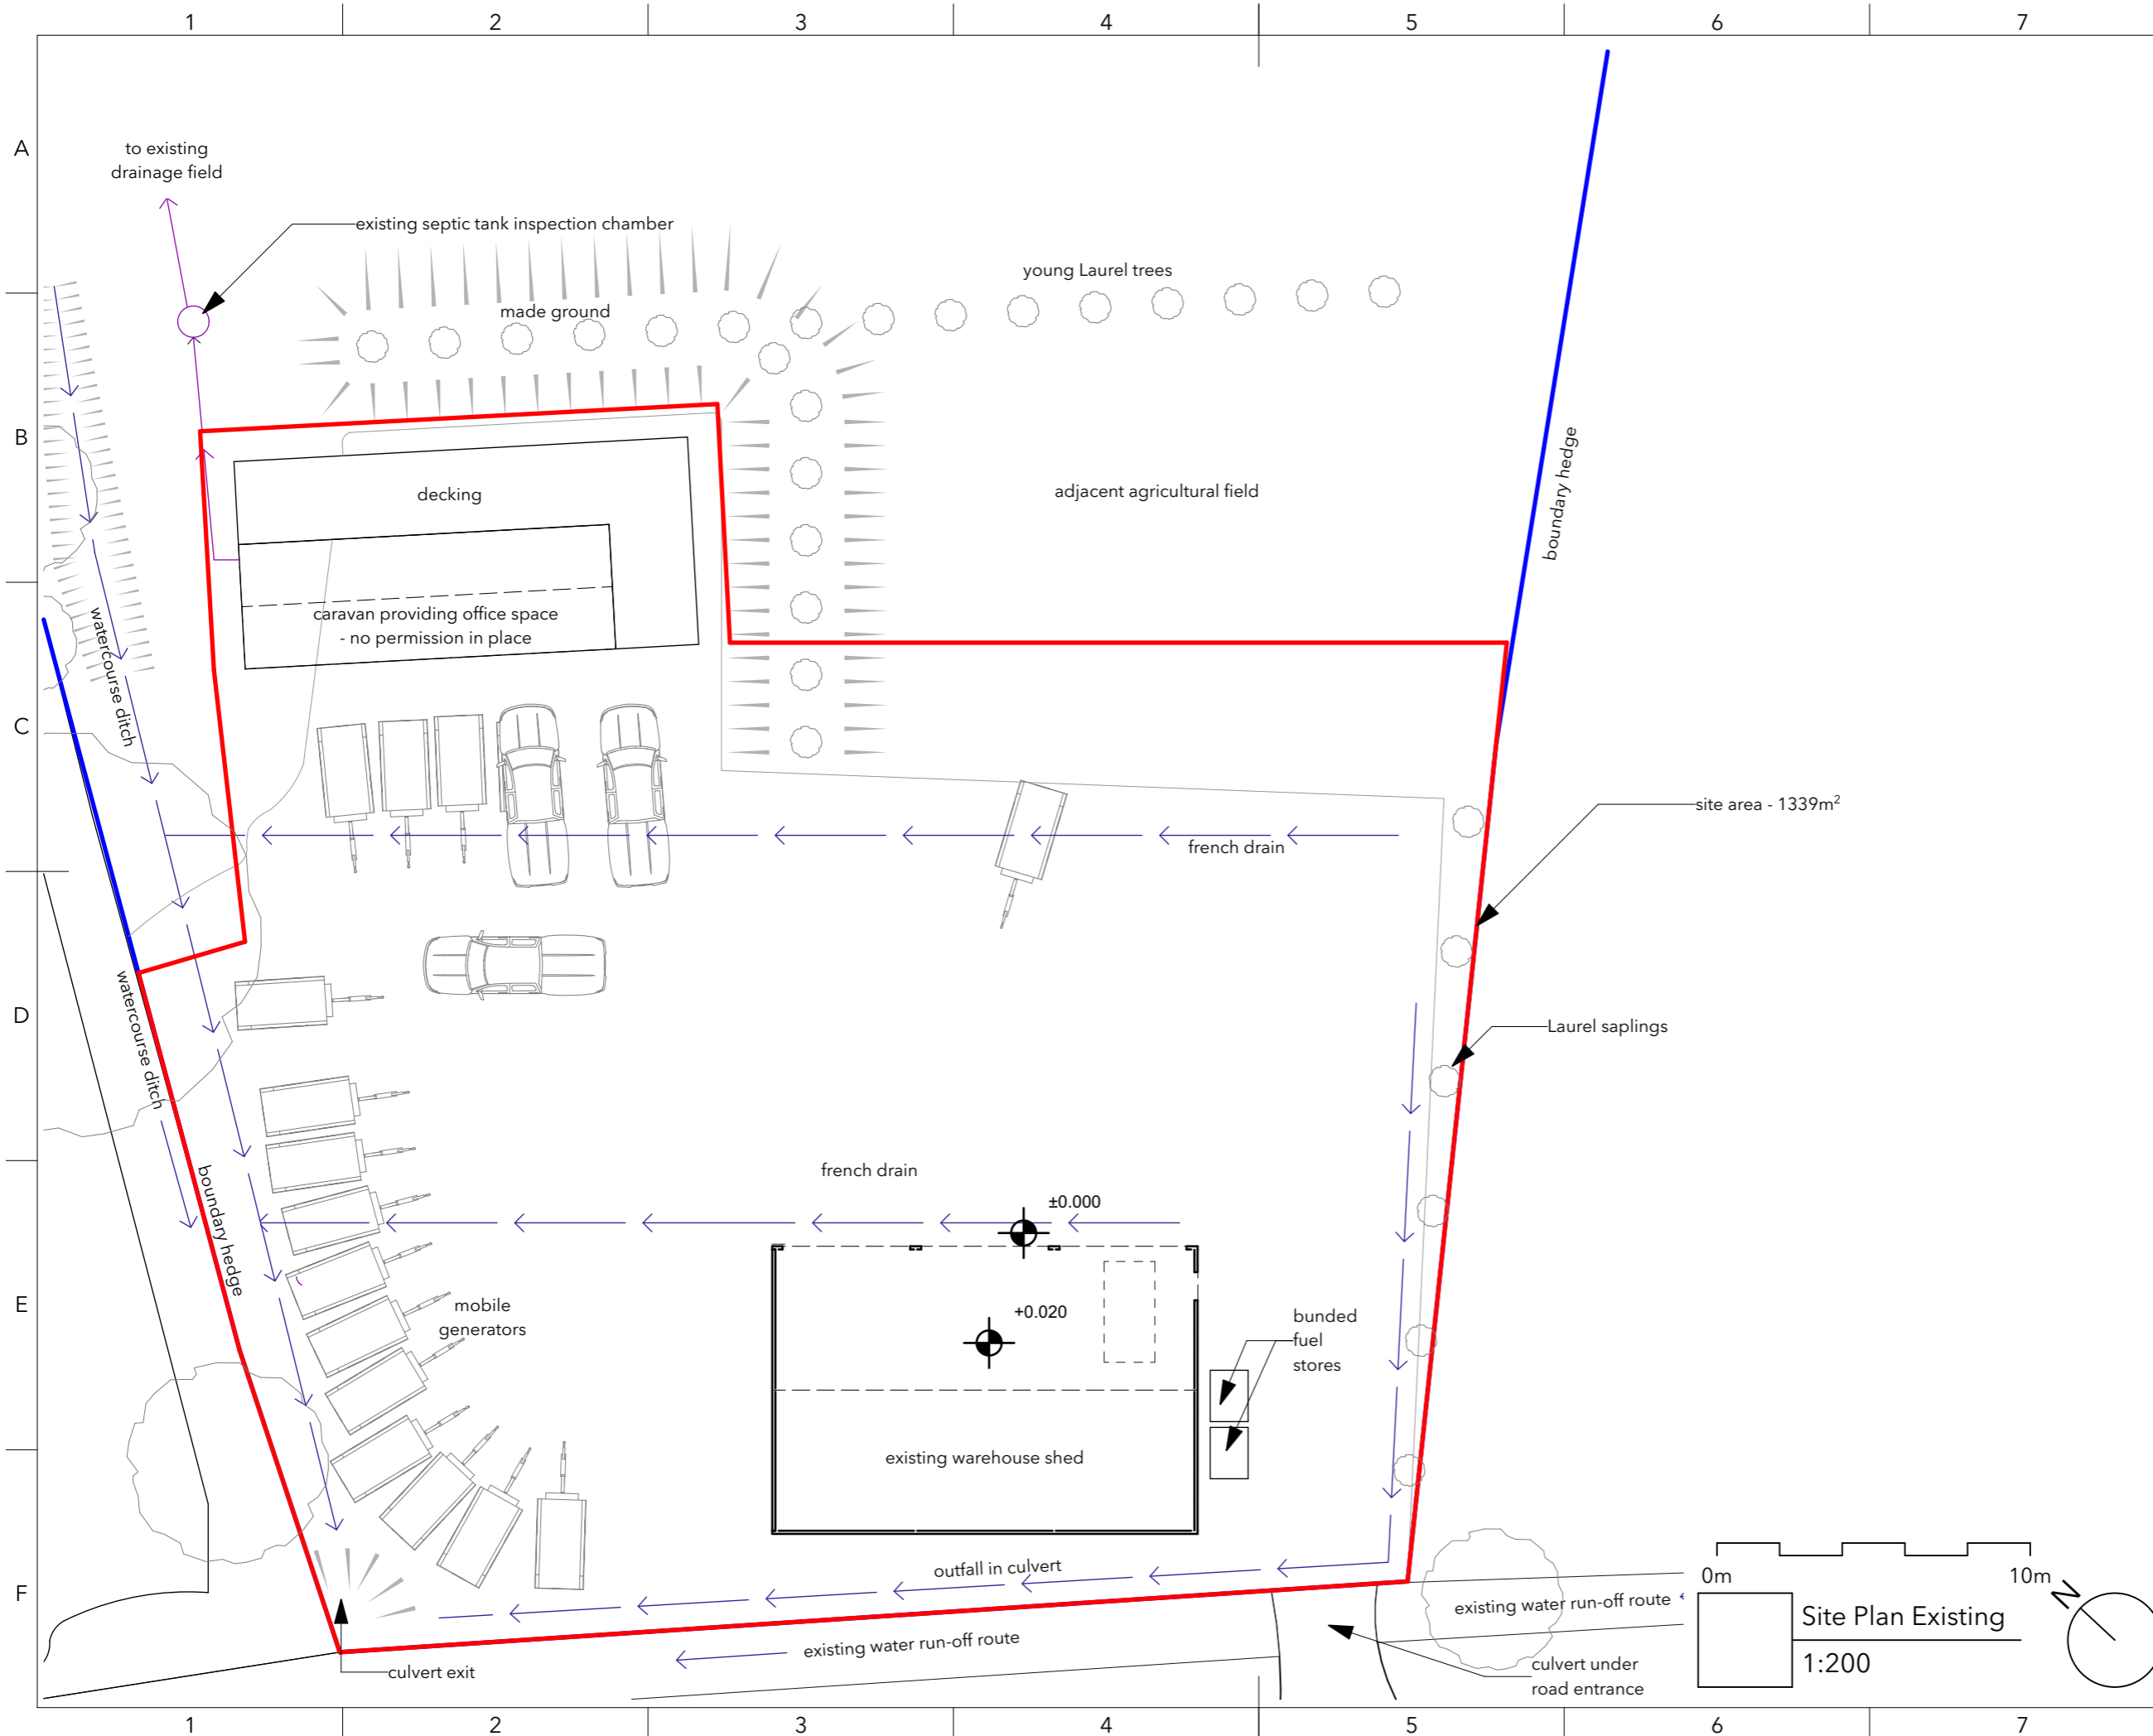 1 2 3 4 5 6 7
A
to existing
drainage field
existing septic tank inspection chamber
young Laurel trees
made ground
B
decking
adjacent agricultural field
boundary hedge
caravan providing office space
- no permission in place
watercourse ditch
C
site area - 1339m²
french drain
D
watercourse ditch
Laurel saplings
french drain
±0.000
boundary hedge
E
mobile
generators
+0.020
bunded
fuel
stores
existing warehouse shed
outfall in culvert
F
0m 10m
N
existing water run-off route
Site Plan Existing
existing water run-off route
1:200
culvert exit
culvert under
road entrance
1 2 3 4 5 6 7